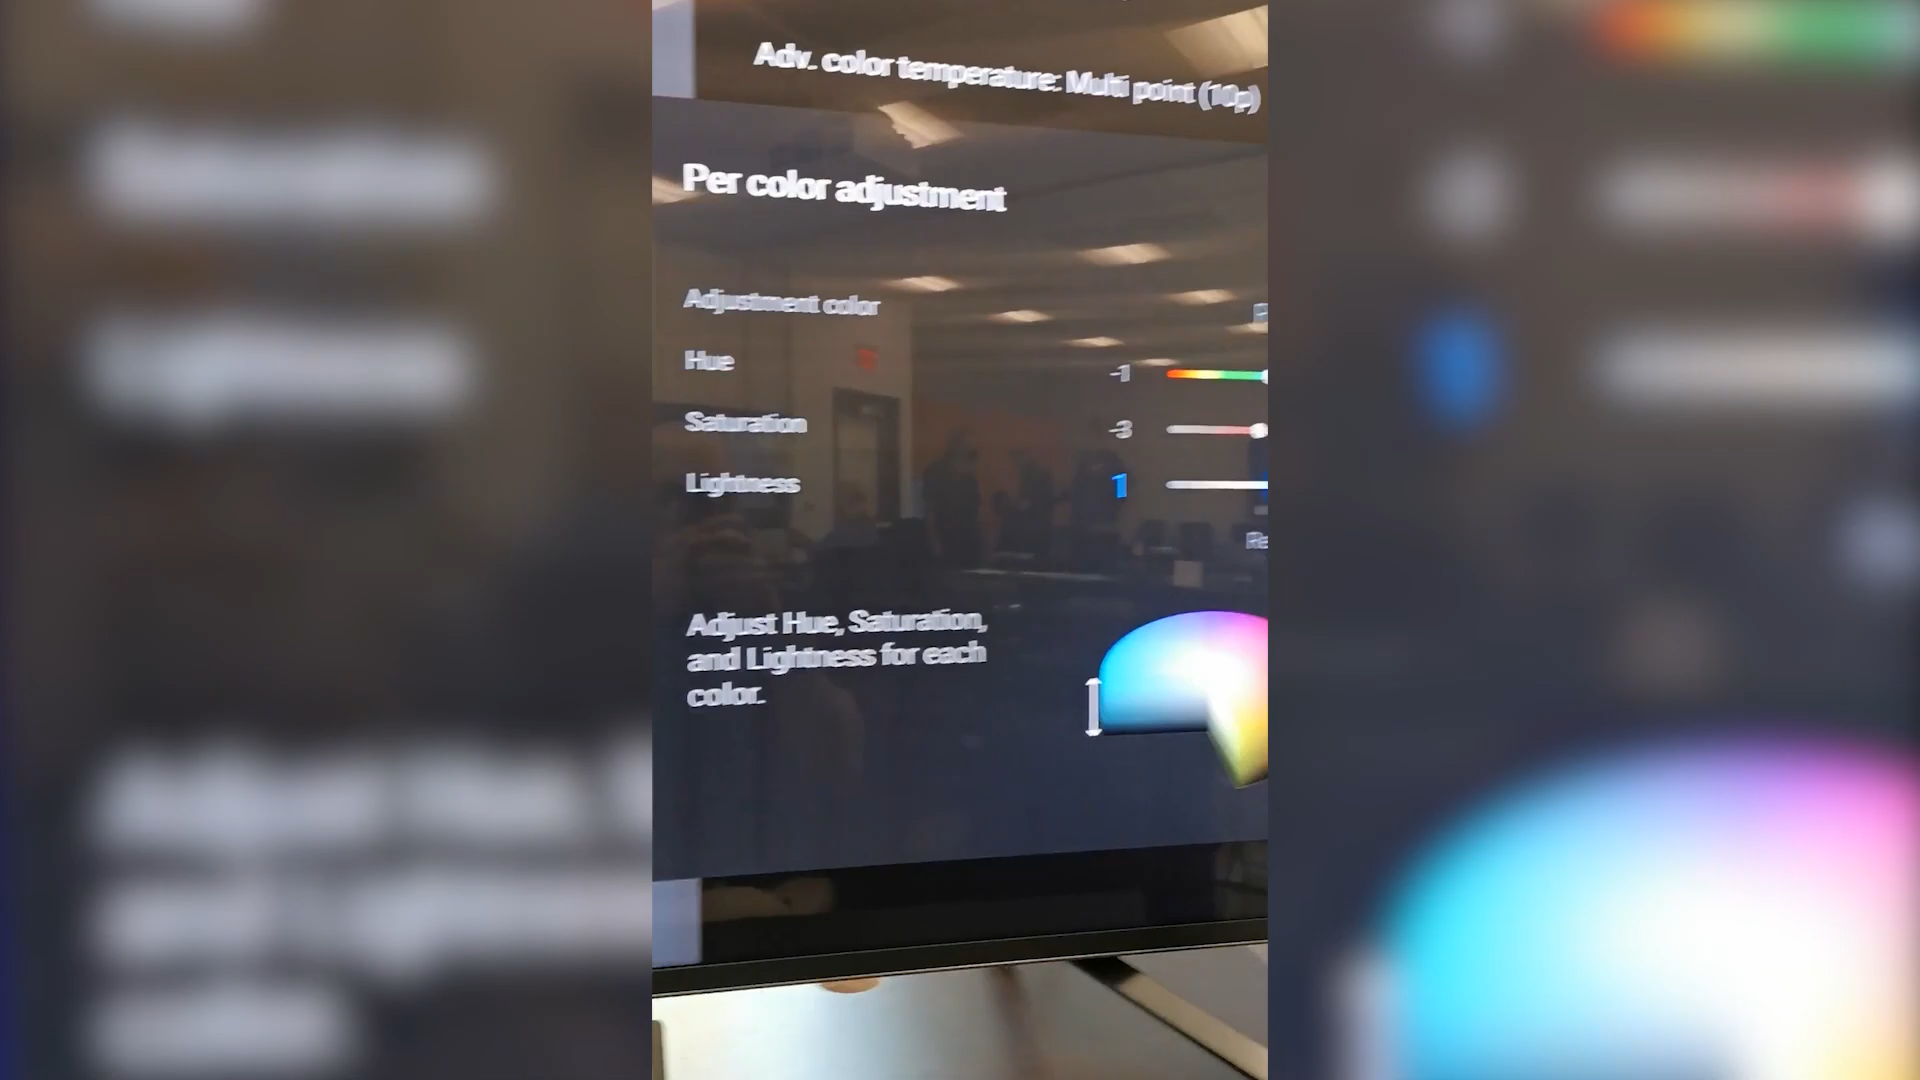 Adv. color temperature: Multi point (10p)
Per color adjustment
Adjustment color
Hue -1
Saturation -3
Lightness 1
Adjust Hue, Saturation,
and Lightness for each
color.